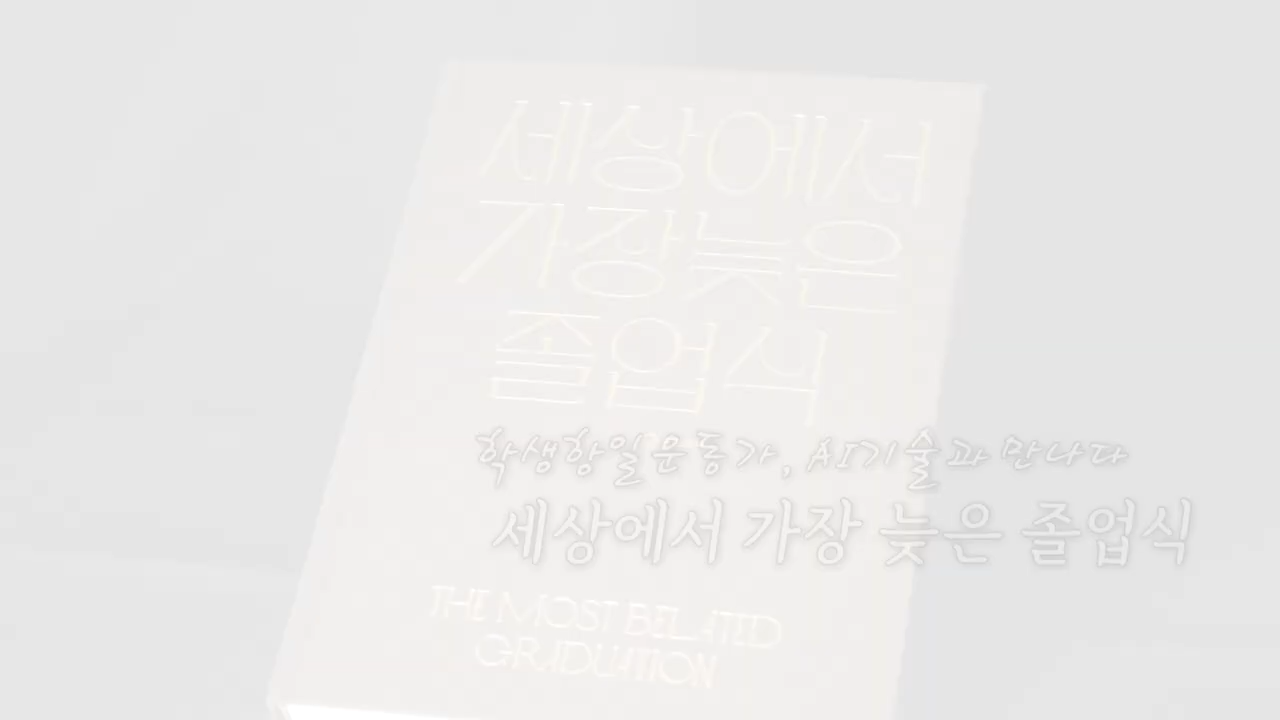 세상에서
가장 늦은
졸업식
학생항일운동가, AI기술과 만나다
세상에서 가장 늦은 졸업식
THE MOST BELATED
GRADUATION